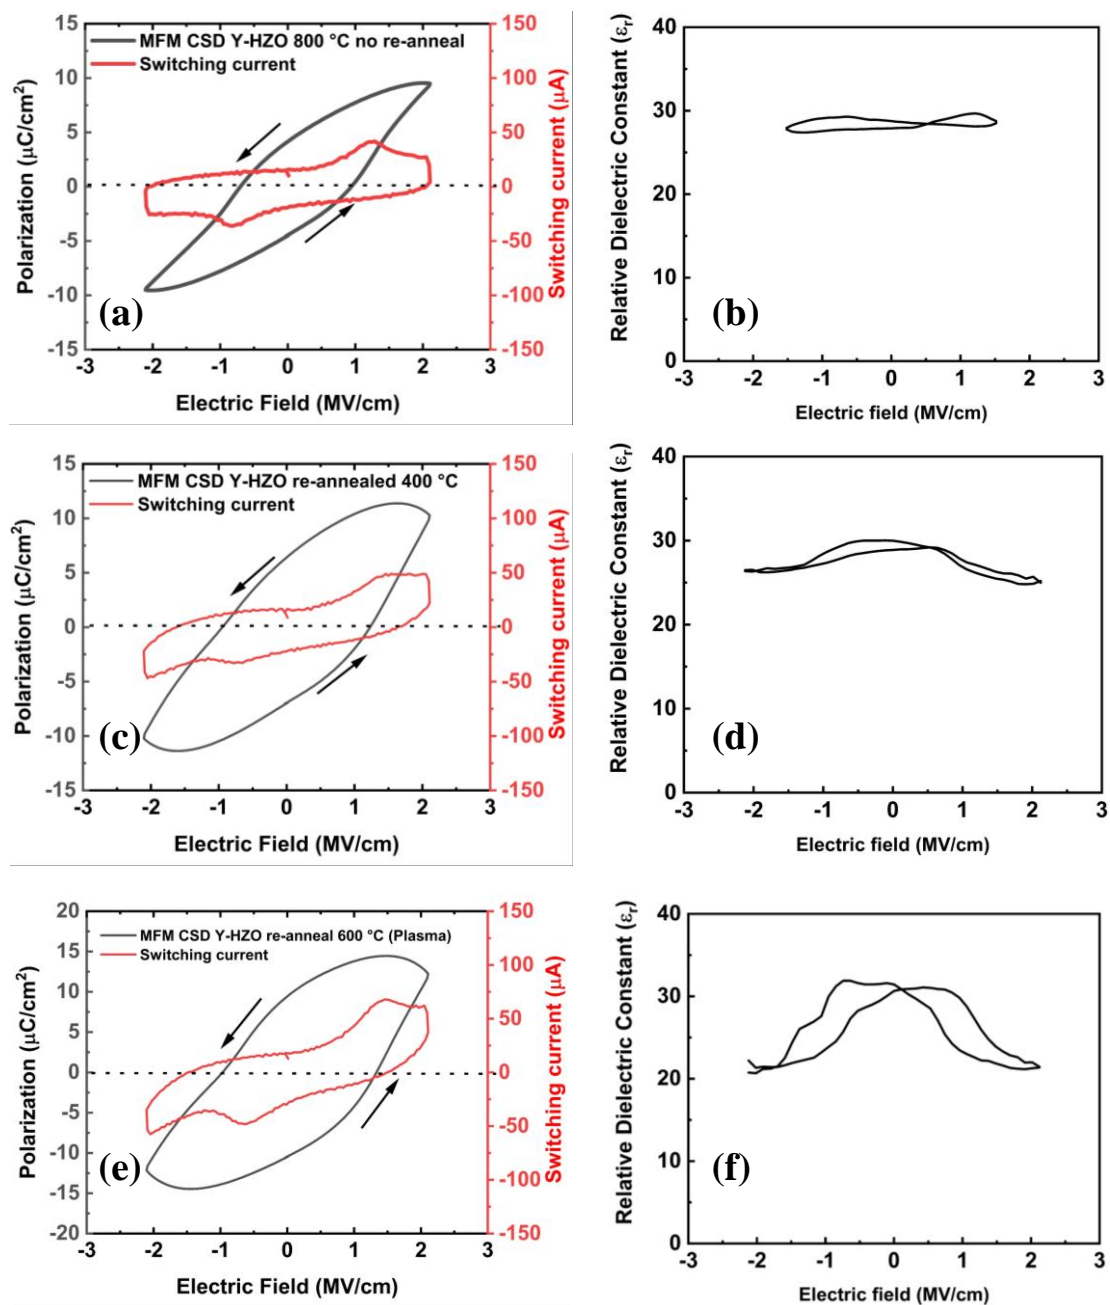 15
10
5
0
-5
-10
-15
Polarization (μC/cm²)
MFM CSD Y-HZO 800 °C no re-anneal
Switching current
150
100
50
0
-50
-100
-150
Switching current (μA)
-3 -2 -1 0 1 2 3
Electric Field (MV/cm)
(a)
40
30
20
10
0
Relative Dielectric Constant (εr)
-3 -2 -1 0 1 2 3
Electric field (MV/cm)
(b)
15
10
5
0
-5
-10
-15
Polarization (μC/cm²)
MFM CSD Y-HZO re-annealed 400 °C
Switching current
150
100
50
0
-50
-100
-150
Switching current (μA)
-3 -2 -1 0 1 2 3
Electric Field (MV/cm)
(c)
40
30
20
10
0
Relative Dielectric Constant (εr)
-3 -2 -1 0 1 2 3
Electric field (MV/cm)
(d)
20
15
10
5
0
-5
-10
-15
-20
Polarization (μC/cm²)
MFM CSD Y-HZO re-anneal 600 °C (Plasma)
Switching current
150
100
50
0
-50
-100
-150
Switching current (μA)
-3 -2 -1 0 1 2 3
Electric Field (MV/cm)
(e)
40
30
20
10
0
Relative Dielectric Constant (εr)
-3 -2 -1 0 1 2 3
Electric field (MV/cm)
(f)